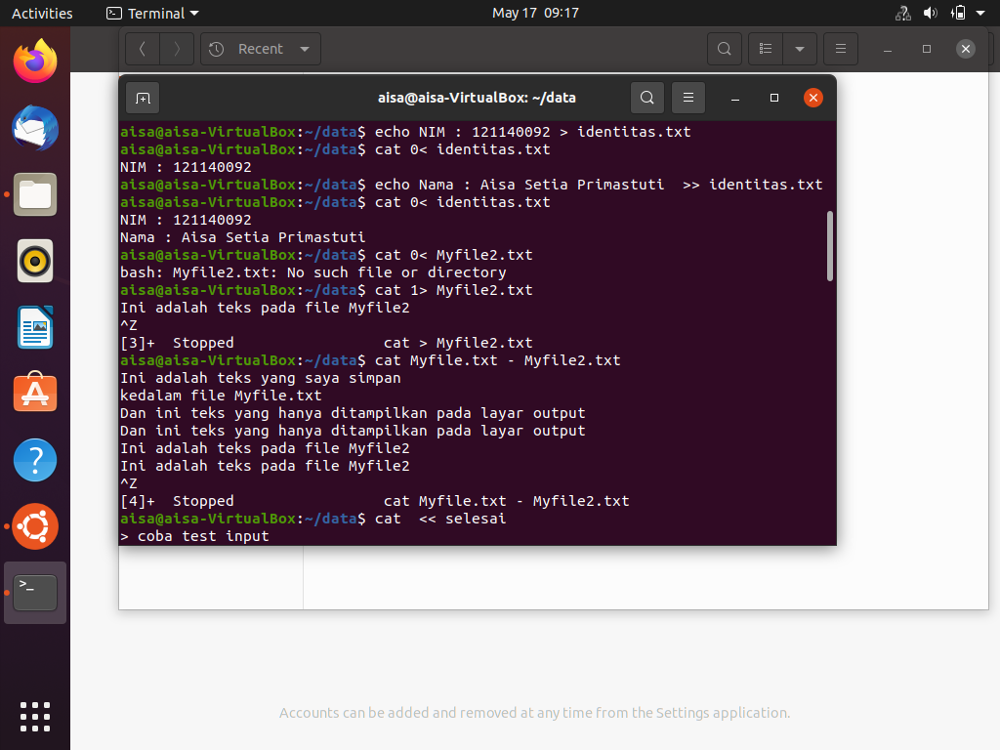 Activities
Terminal
May 17 09:17
Recent
aisa@aisa-VirtualBox: ~/data
aisa@aisa-VirtualBox:~/data$ echo NIM : 121140092 > identitas.txt
aisa@aisa-VirtualBox:~/data$ cat 0< identitas.txt
NIM : 121140092
aisa@aisa-VirtualBox:~/data$ echo Nama : Aisa Setia Primastuti  >> identitas.txt
aisa@aisa-VirtualBox:~/data$ cat 0< identitas.txt
NIM : 121140092
Nama : Aisa Setia Primastuti
aisa@aisa-VirtualBox:~/data$ cat 0< Myfile2.txt
bash: Myfile2.txt: No such file or directory
aisa@aisa-VirtualBox:~/data$ cat 1> Myfile2.txt
Ini adalah teks pada file Myfile2
^Z
[3]+  Stopped                 cat > Myfile2.txt
aisa@aisa-VirtualBox:~/data$ cat Myfile.txt - Myfile2.txt
Ini adalah teks yang saya simpan
kedalam file Myfile.txt
Dan ini teks yang hanya ditampilkan pada layar output
Dan ini teks yang hanya ditampilkan pada layar output
Ini adalah teks pada file Myfile2
Ini adalah teks pada file Myfile2
^Z
[4]+  Stopped                 cat Myfile.txt - Myfile2.txt
aisa@aisa-VirtualBox:~/data$ cat  << selesai
> coba test input
Accounts can be added and removed at any time from the Settings application.